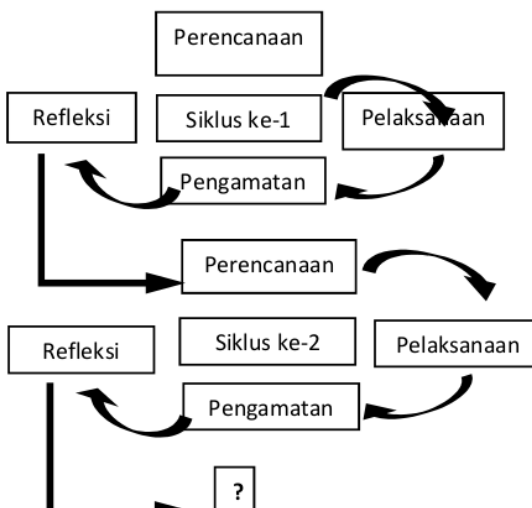 Perencanaan
Refleksi
Siklus ke-1
Pelaksanaan
Pengamatan
Perencanaan
Refleksi
Siklus ke-2
Pelaksanaan
Pengamatan
?